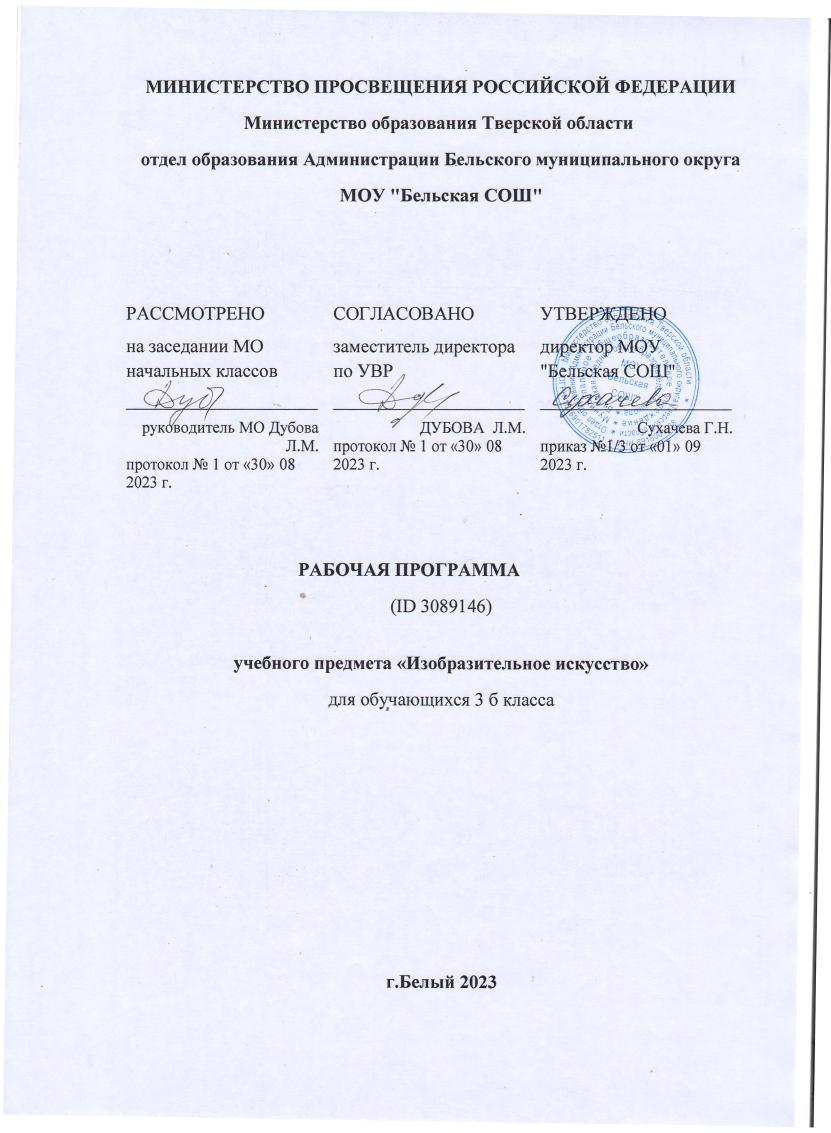 МИНИСТЕРСТВО ПРОСВЕЩЕНИЯ РОССИЙСКОЙ ФЕДЕРАЦИИ
Министерство образования Тверской области
отдел образования Администрации Бельского муниципального округа
МОУ "Бельская СОШ"
РАССМОТРЕНО
на заседании МО
начальных классов
руководитель МО Дубова
Л.М.
протокол № 1 от «30» 08
2023 г.
СОГЛАСОВАНО
заместитель директора
по УВР
ДУБОВА Л.М.
протокол № 1 от «30» 08
2023 г.
УТВЕРЖДЕНО
директор МОУ
"Бельская СОШ"
Сухачева
Сухачева Г.Н.
приказ №1/3 от «01» 09
2023 г.
РАБОЧАЯ ПРОГРАММА
(ID 3089146)
учебного предмета «Изобразительное искусство»
для обучающихся 3 б класса
г.Белый 2023